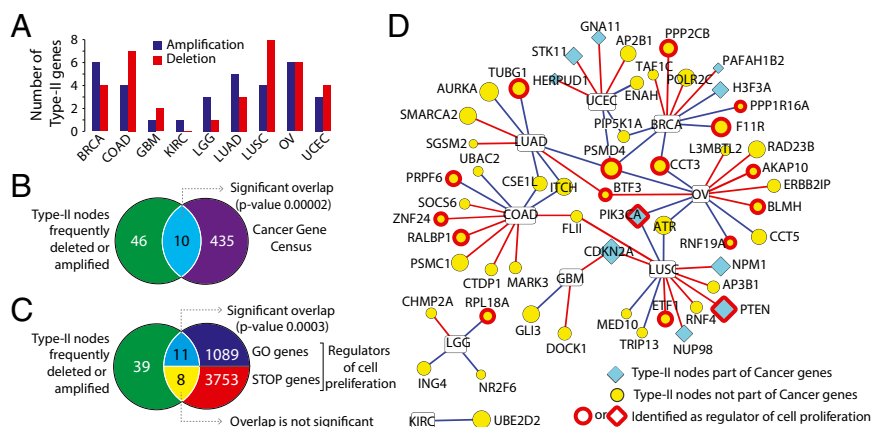 A
Number of
Type-II genes
8
6
4
2
0
Amplification
Deletion
BRCA
COAD
GBM
KIRC
LGG
LUAD
LUSC
OV
UCEC
B
Type-II nodes
frequently
deleted or
amplified
46
10
435
Significant overlap
(p-value 0.00002)
Cancer Gene
Census
C
Type-II nodes
frequently
deleted or
amplified
39
11
8
1089
3753
Significant overlap
(p-value 0.0003)
GO genes
STOP genes
Regulators
of cell
preliferation
Overlap is not significant
D
GNA11
STK11
AP2B1
PPP2CB
HERPUD1
TAF1C
PAFAH1B2
TUBG1
POLR2C
AURKA
ENAH
H3F3A
UCEC
PPP1R16A
SMARCA2
PIP5K1A
BRCA
F11R
SGSM2
LUAD
PSMD4
L3MBTL2
RAD23B
UBAC2
CCT3
AKAP10
PRPF6
CSE1L
ITCH
BTF3
ERBB2IP
SOCS6
OV
ZNF24
COAD
PIK3CA
BLMH
RALBP1
FLII
ATR
RNF19A
CCT5
PSMC1
CDKN2A
CTDP1
MARK3
GBM
LUSC
NPM1
AP3B1
CHMP2A
RPL18A
ETF1
PTEN
RNF4
GLI3
MED10
LGG
DOCK1
TRIP13
NUP98
ING4
NR2F6
KIRC
UBE2D2
Type-II nodes part of Cancer genes
Type-II nodes not part of Cancer genes
or
Identified as regulator of cell proliferation